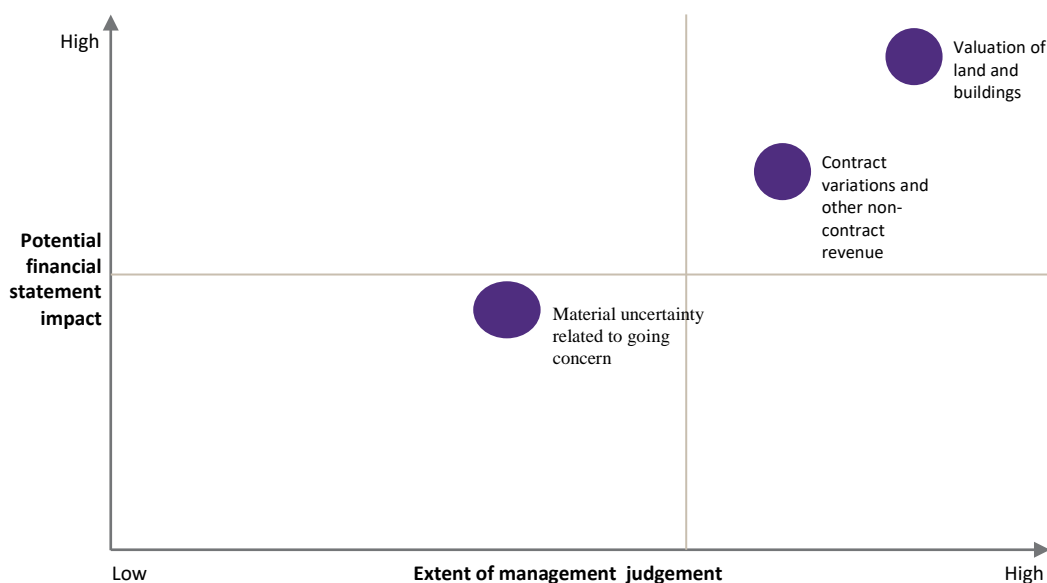 High
Valuation of
land and
buildings
Contract
variations and
other non-
contract
revenue
Potential
financial
statement
impact
Material uncertainty
related to going
concern
Low
Extent of management judgement
High